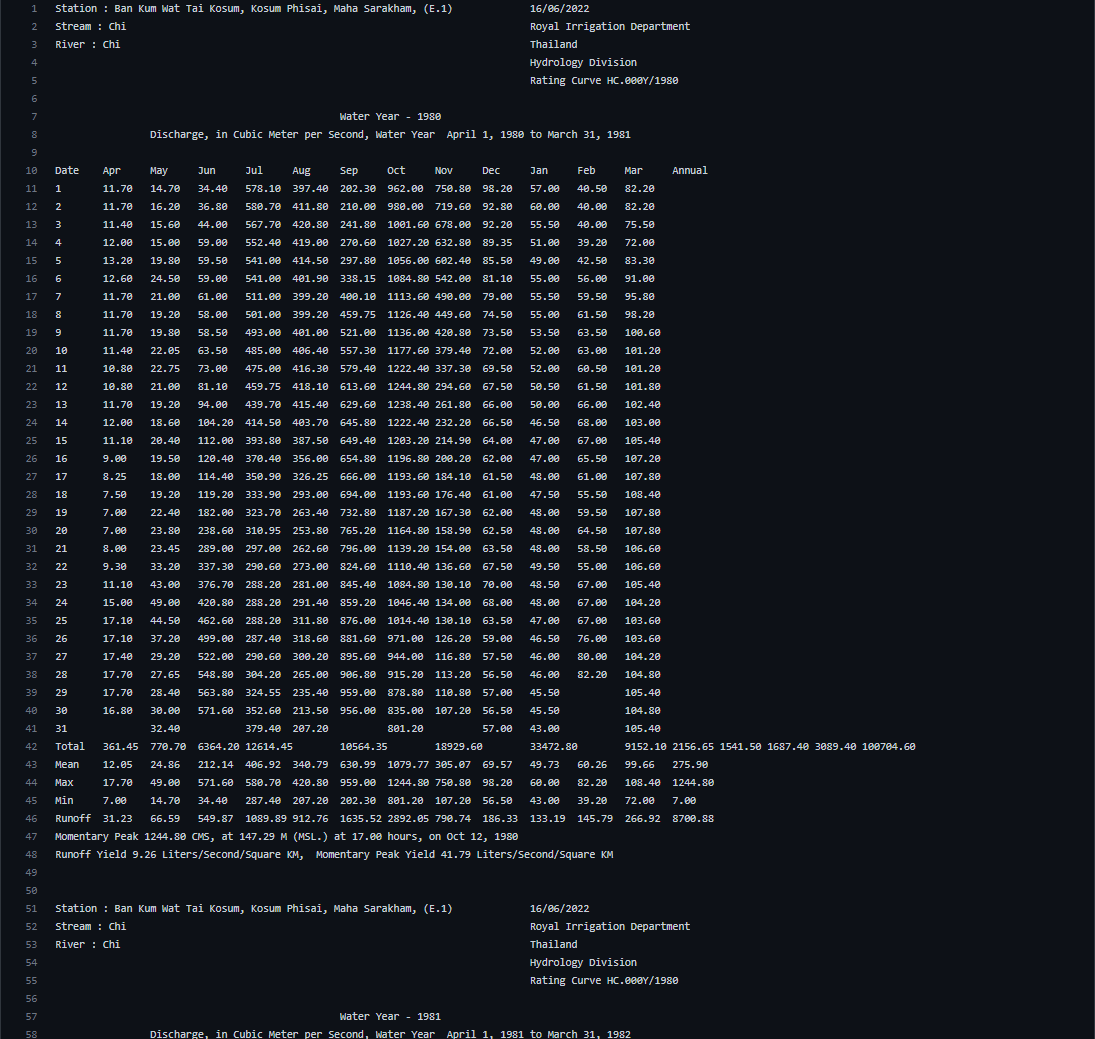 1 Station : Ban Kum Wat Tai Kosum, Kosum Phisai, Maha Sarakham, (E.1) 16/06/2022
2 Stream : Chi Royal Irrigation Department
3 River : Chi Thailand
4 Hydrology Division
5 Rating Curve HC.000Y/1980
6
7 Water Year - 1980
8 Discharge, in Cubic Meter per Second, Water Year April 1, 1980 to March 31, 1981
9
10 Date Apr May Jun Jul Aug Sep Oct Nov Dec Jan Feb Mar Annual
11 1 11.70 14.70 34.40 578.10 397.40 202.30 962.00 750.80 98.20 57.00 40.50 82.20
12 2 11.70 16.20 36.80 580.70 411.80 210.00 980.00 719.60 92.80 60.00 40.00 82.20
13 3 11.40 15.60 44.00 567.70 420.80 241.80 1001.60 678.00 92.20 55.50 40.00 75.50
14 4 12.00 15.00 59.00 552.40 419.00 270.60 1027.20 632.80 89.35 51.00 39.20 72.00
15 5 13.20 19.80 59.50 541.00 414.50 297.80 1056.00 602.40 85.50 49.00 42.50 83.30
16 6 12.60 24.50 59.00 541.00 401.90 338.15 1084.80 542.00 81.10 55.00 56.00 91.00
17 7 11.70 21.00 61.00 511.00 399.20 400.10 1113.60 490.00 79.00 55.50 59.50 95.80
18 8 11.70 19.20 58.00 501.00 399.20 459.75 1126.40 449.60 74.50 55.00 61.50 98.20
19 9 11.70 19.80 58.50 493.00 401.00 521.00 1136.00 420.80 73.50 53.50 63.50 100.60
20 10 11.40 22.05 63.50 485.00 406.40 557.30 1177.60 379.40 72.00 52.00 63.00 101.20
21 11 10.80 22.75 73.00 475.00 416.30 579.40 1222.40 337.30 69.50 52.00 60.50 101.20
22 12 10.80 21.00 81.10 459.75 418.10 613.60 1244.80 294.60 67.50 50.50 61.50 101.80
23 13 11.70 19.20 94.00 439.70 415.40 629.60 1238.40 261.80 66.00 50.00 66.00 102.40
24 14 12.00 18.60 104.20 414.50 403.70 645.80 1222.40 232.20 66.50 46.50 68.00 103.00
25 15 11.10 20.40 112.00 393.80 387.50 649.40 1203.20 214.90 64.00 47.00 67.00 105.40
26 16 9.00 19.50 120.40 370.40 356.00 654.80 1196.80 200.20 62.00 47.00 65.50 107.20
27 17 8.25 18.00 114.40 350.90 326.25 666.00 1193.60 184.10 61.50 48.00 61.00 107.80
28 18 7.50 19.20 119.20 333.90 293.00 694.00 1193.60 176.40 61.00 47.50 55.50 108.40
29 19 7.00 22.40 182.00 323.70 263.40 732.80 1187.20 167.30 62.00 48.00 59.50 107.80
30 20 7.00 23.80 238.60 310.95 253.80 765.20 1164.80 158.90 62.50 48.00 64.50 107.80
31 21 8.00 23.45 289.00 297.00 262.60 796.00 1139.20 154.00 63.50 48.00 58.50 106.60
32 22 9.30 33.20 337.30 290.60 273.00 824.60 1110.40 136.60 67.50 49.50 55.00 106.60
33 23 11.10 43.00 376.70 288.20 281.00 845.40 1084.80 130.10 70.00 48.50 67.00 105.40
34 24 15.00 49.00 420.80 288.20 291.40 859.20 1046.40 134.00 68.00 48.00 67.00 104.20
35 25 17.10 44.50 462.60 288.20 311.80 876.00 1014.40 130.10 63.50 47.00 67.00 103.60
36 26 17.10 37.20 499.00 287.40 318.60 881.60 971.00 126.20 59.00 46.50 76.00 103.60
37 27 17.40 29.20 522.00 290.60 300.20 895.60 944.00 116.80 57.50 46.00 80.00 104.20
38 28 17.70 27.65 548.80 304.20 265.00 906.80 915.20 113.20 56.50 46.00 82.20 104.80
39 29 17.70 28.40 563.80 324.55 235.40 959.00 878.80 110.80 57.00 45.50 105.40
40 30 16.80 30.00 571.60 352.60 213.50 956.00 835.00 107.20 56.50 45.50 104.80
41 31 32.40 379.40 207.20 801.20 57.00 43.00 105.40
42 Total 361.45 770.70 6364.20 12614.45 10564.35 18929.60 33472.80 9152.10 2156.65 1541.50 1687.40 3089.40 100704.60
43 Mean 12.05 24.86 212.14 406.92 340.79 630.99 1079.77 305.07 69.57 49.73 60.26 99.66 275.90
44 Max 17.70 49.00 571.60 580.70 420.80 959.00 1244.80 750.80 98.20 60.00 82.20 108.40 1244.80
45 Min 7.00 14.70 34.40 287.40 207.20 202.30 801.20 107.20 56.50 43.00 39.20 72.00 7.00
46 Runoff 31.23 66.59 549.87 1089.89 912.76 1635.52 2892.05 790.74 186.33 133.19 145.79 266.92 8700.88
47 Momentary Peak 1244.80 CMS, at 147.29 M (MSL.) at 17.00 hours, on Oct 12, 1980
48 Runoff Yield 9.26 Liters/Second/Square KM, Momentary Peak Yield 41.79 Liters/Second/Square KM
49
50
51 Station : Ban Kum Wat Tai Kosum, Kosum Phisai, Maha Sarakham, (E.1) 16/06/2022
52 Stream : Chi Royal Irrigation Department
53 River : Chi Thailand
54 Hydrology Division
55 Rating Curve HC.000Y/1980
56
57 Water Year - 1981
58 Discharge, in Cubic Meter per Second, Water Year April 1, 1981 to March 31, 1982